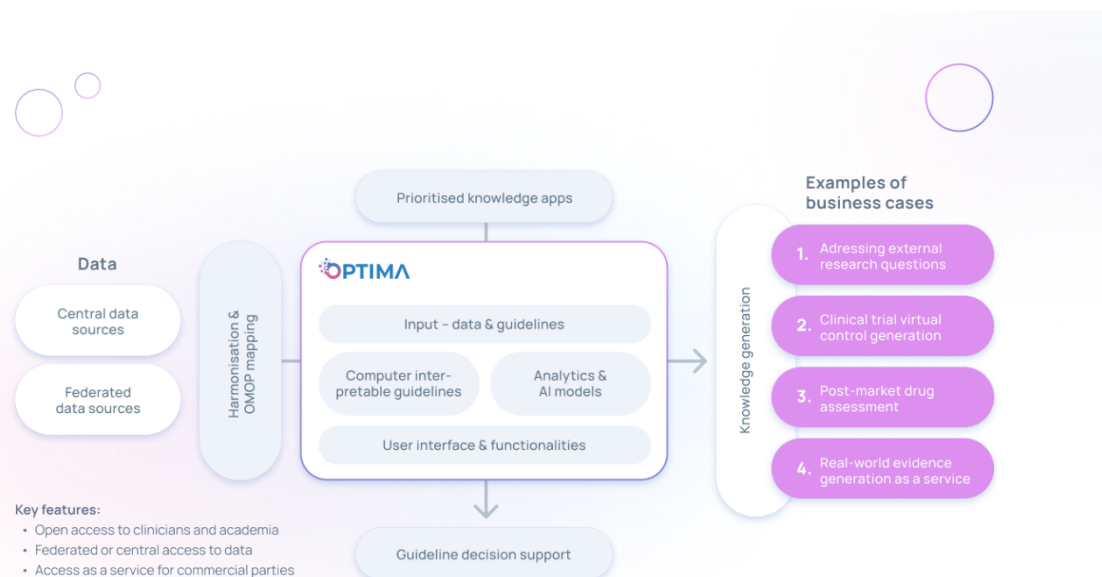 Prioritised knowledge apps
Examples of
business cases
Data
Central data
sources
Federated
data sources
Harmonisation &
OMOP mapping
OPTIMA
Input – data & guidelines
Computer inter-
pretable guidelines
Analytics &
AI models
User interface & functionalities
Knowledge generation
1. Adressing external
research questions
2. Clinical trial virtual
control generation
3. Post-market drug
assessment
4. Real-world evidence
generation as a service
Key features:
• Open access to clinicians and academia
• Federated or central access to data
• Access as a service for commercial parties
Guideline decision support